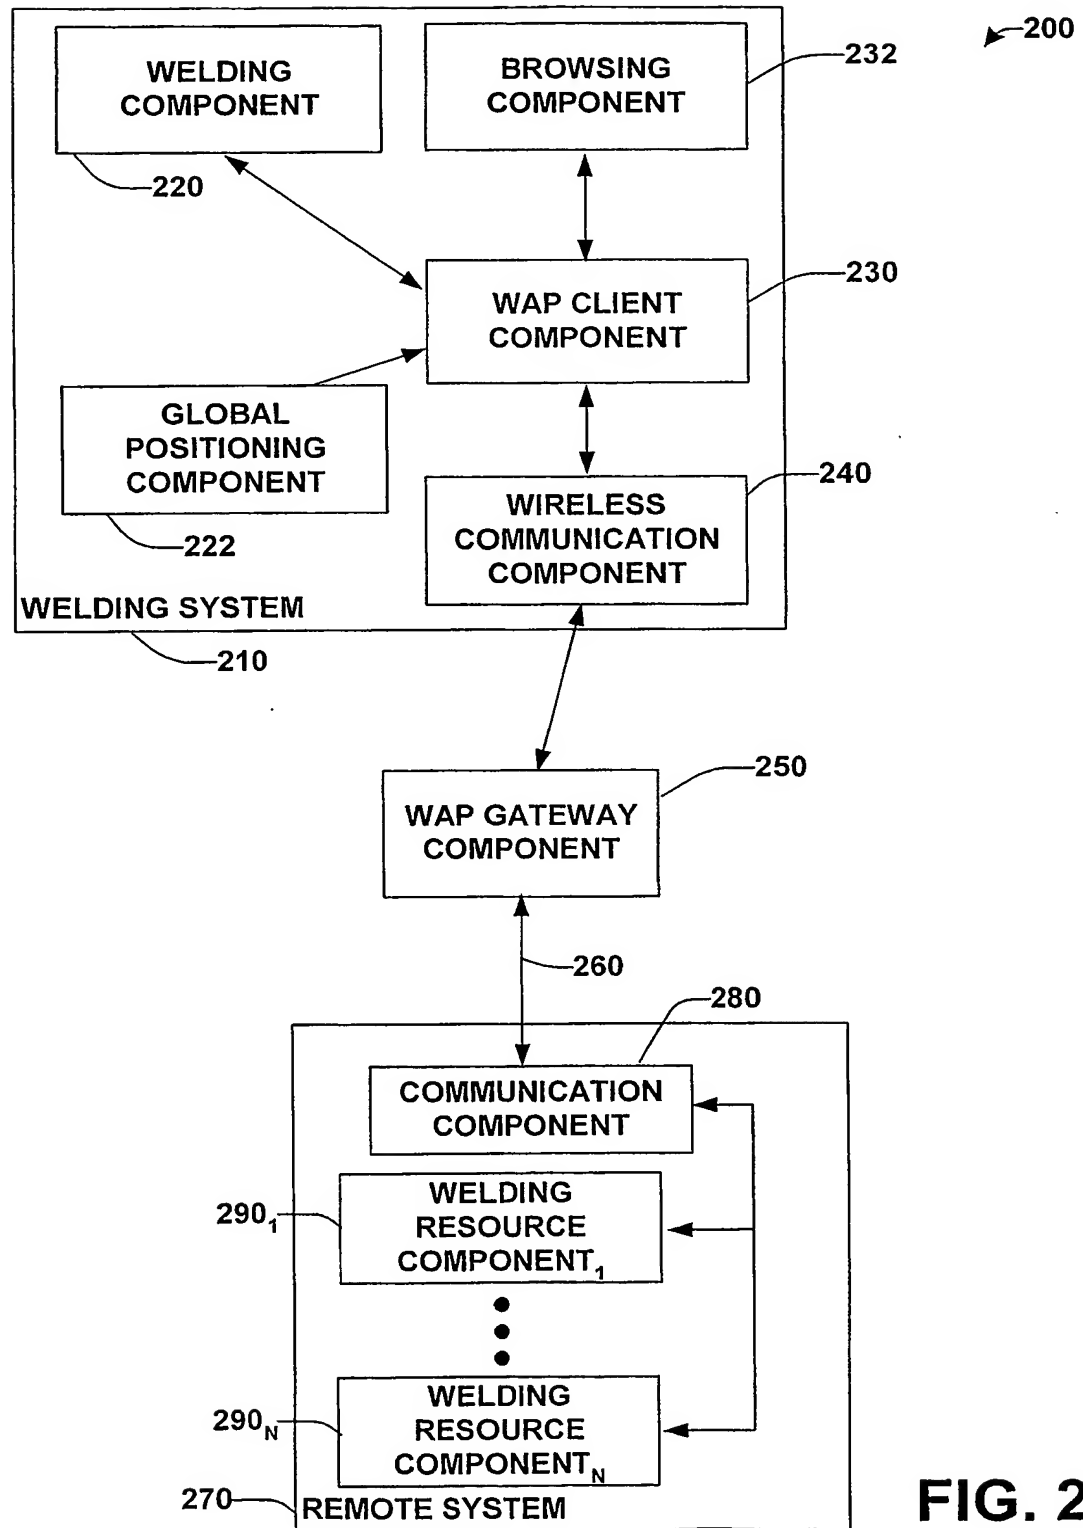 200
WELDING
COMPONENT
BROWSING
COMPONENT
232
220
WAP CLIENT
COMPONENT
230
GLOBAL
POSITIONING
COMPONENT
222
WIRELESS
COMMUNICATION
COMPONENT
240
WELDING SYSTEM
210
WAP GATEWAY
COMPONENT
250
260
280
COMMUNICATION
COMPONENT
WELDING
RESOURCE
COMPONENT₁
290₁
WELDING
RESOURCE
COMPONENT_N
290_N
270
REMOTE SYSTEM
FIG. 2